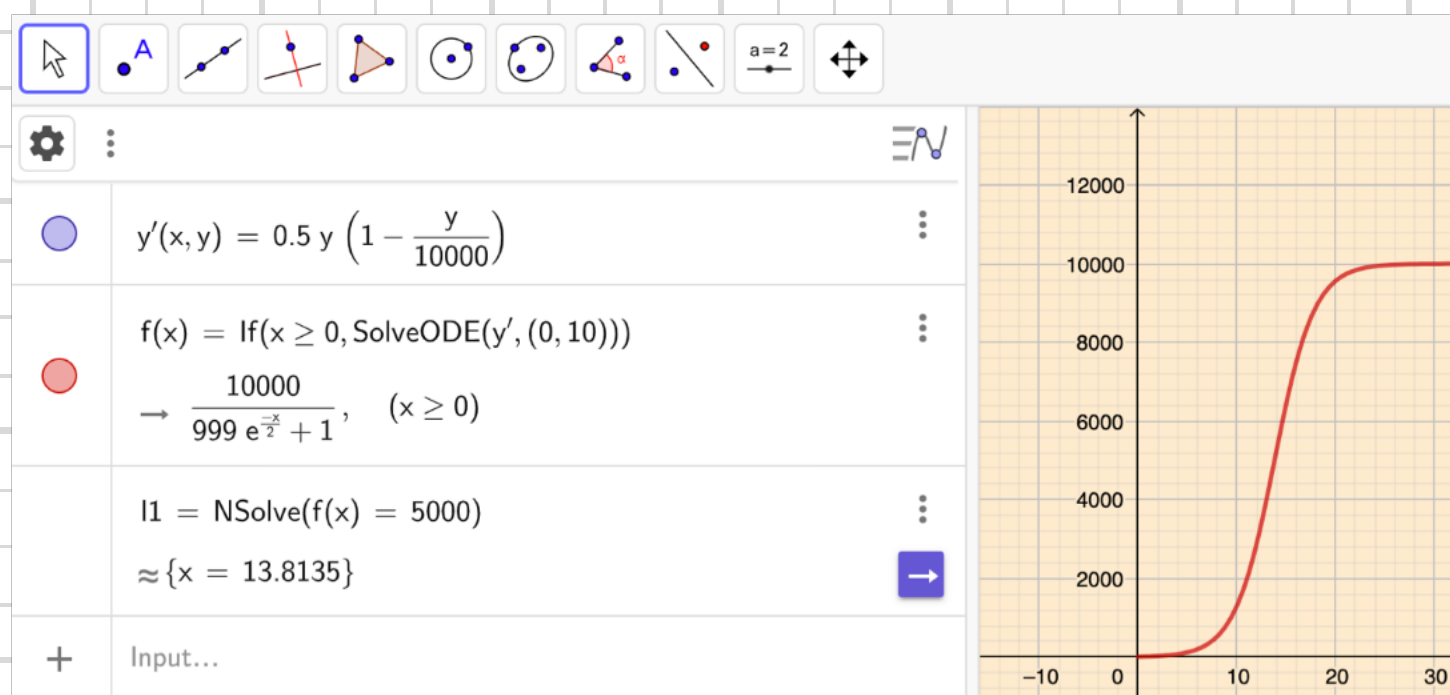 A
α
a=2
y′(x, y) = 0.5 y (1 − y/10000)
f(x) = If(x ≥ 0, SolveODE(y′, (0, 10)))
→ 10000/(999 e^(−x/2) + 1), (x ≥ 0)
l1 = NSolve(f(x) = 5000)
≈ {x = 13.8135}
+ Input...
12000
10000
8000
6000
4000
2000
−10 0 10 20 30